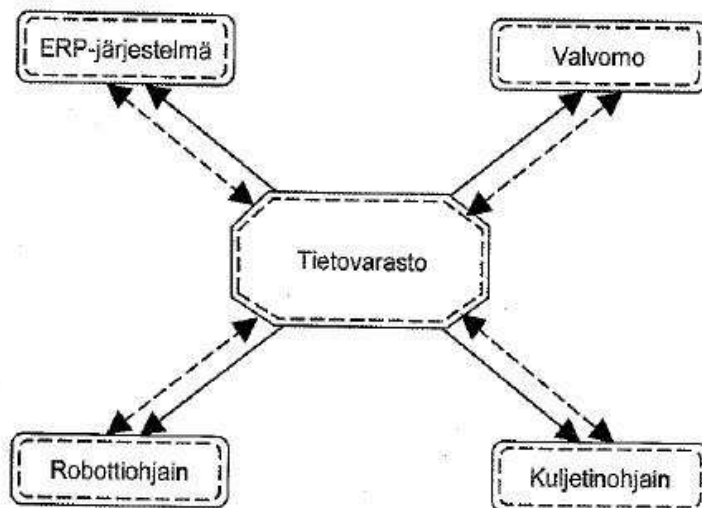 ERP-järjestelmä
Valvomo
Tietovarasto
Robottiohjain
Kuljetinohjain